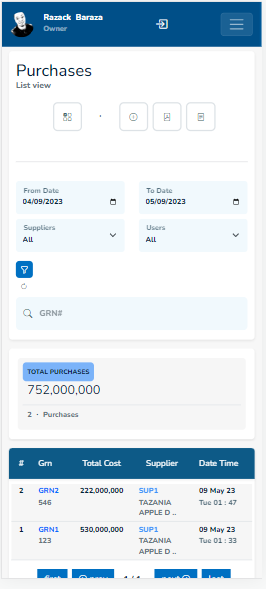 Razack Baraza
Owner
Purchases
List view
From Date
04/09/2023
To Date
05/09/2023
Suppliers
All
Users
All
GRN#
TOTAL PURCHASES
752,000,000
2 · Purchases
# Grn Total Cost Supplier Date Time
2 GRN2 222,000,000 SUP1 09 May 23
546 TAZANIA Tue 01 : 47
APPLE D ..
1 GRN1 530,000,000 SUP1 09 May 23
123 TAZANIA Tue 01 : 33
APPLE D ..
first prev 1 / 1 next last